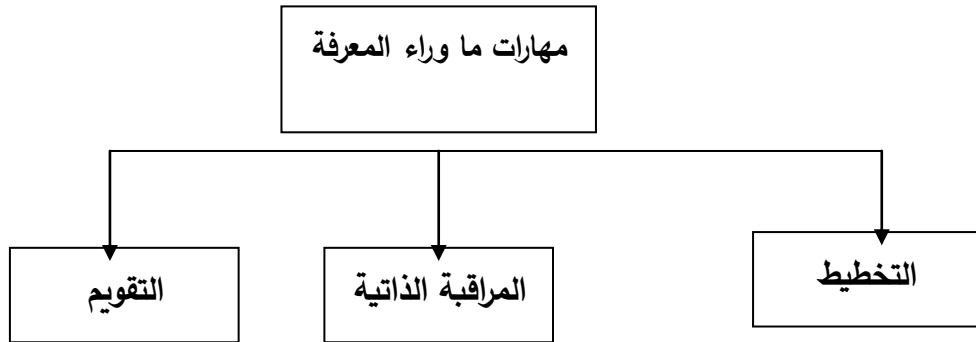 مهارات ما وراء المعرفة
التخطيط
المراقبة الذاتية
التقويم